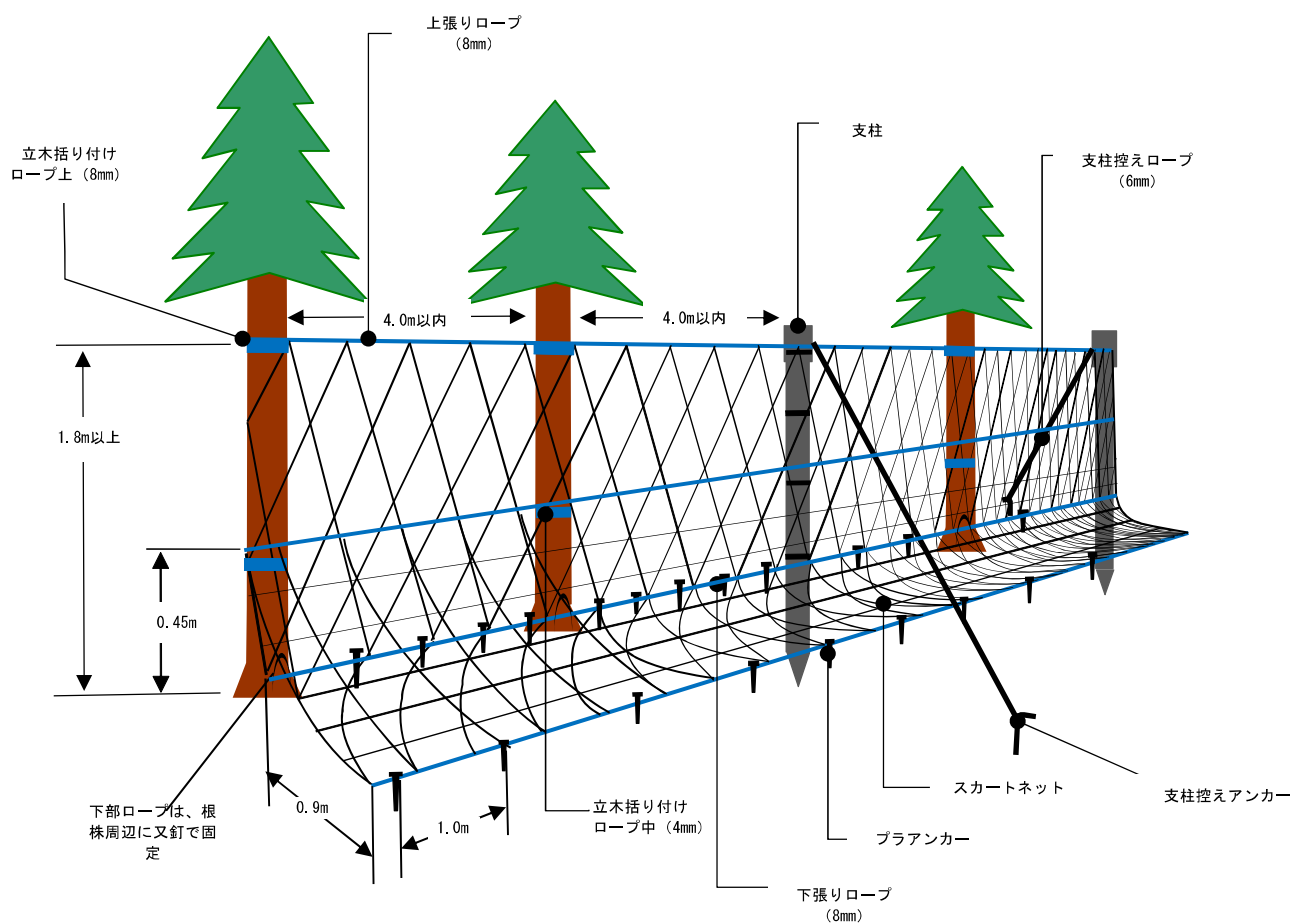 上張りロープ
(8mm)
立木括り付け
ロープ上 (8mm)
支柱
支柱控えロープ
(6mm)
4.0m以内
4.0m以内
1.8m以上
0.45m
0.9m
1.0m
下部ロープは、根
株周辺に又釘で固
定
立木括り付け
ロープ中 (4mm)
スカートネット
支柱控えアンカー
プラアンカー
下張りロープ
(8mm)